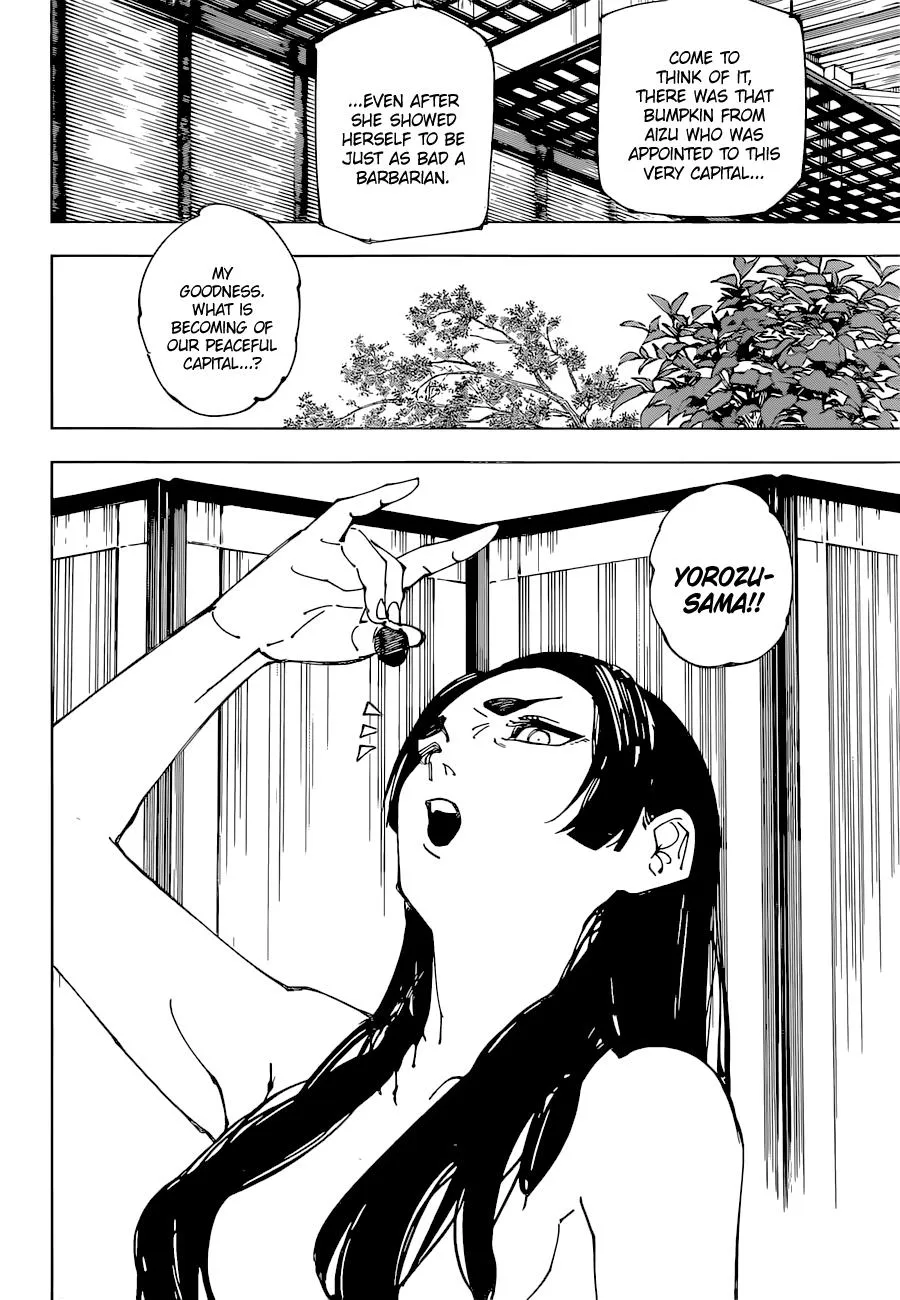 COME TO
THINK OF IT,
THERE WAS THAT
BUMPKIN FROM
AIZU WHO WAS
APPOINTED TO THIS
VERY CAPITAL...
...EVEN AFTER
SHE SHOWED
HERSELF TO BE
JUST AS BAD A
BARBARIAN.
MY
GOODNESS.
WHAT IS
BECOMING OF
OUR PEACEFUL
CAPITAL...?
YOROZU-
SAMA!!